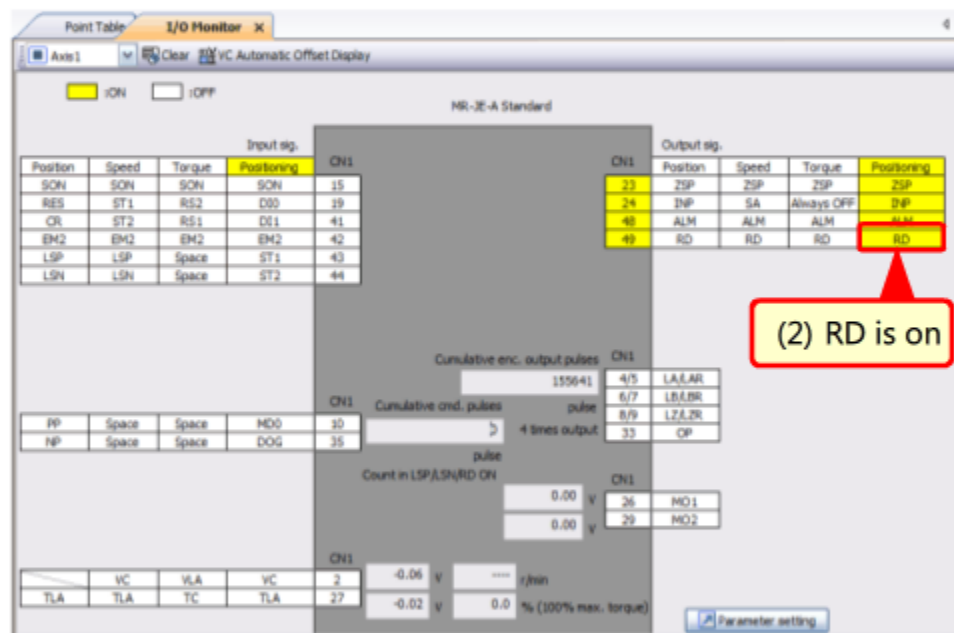 Point Table I/O Monitor x
Axis1 Clear VC Automatic Offset Display
:ON :OFF
MR-JE-A Standard
Input sig. Output sig.
Position Speed Torque Positioning CN1 CN1 Position Speed Torque Positioning
SON SON SON SON 15 23 ZSP ZSP ZSP ZSP
RES ST1 RS2 DI0 19 24 INP SA Always OFF INP
CR ST2 RS1 DI1 41 48 ALM ALM ALM ALM
EM2 EM2 EM2 EM2 42 49 RD RD RD RD
LSP LSP Space ST1 43
LSN LSN Space ST2 44
(2) RD is on
Cumulative enc. output pulses CN1
155641 4/5 LA/LAR
CN1 Cumulative cmd. pulses pulse 6/7 LB/LBR
8/9 LZ/LZR
PP Space Space MD0 10 4 times output 33 OP
NP Space Space DOG 35
pulse
Count in LSP/LSN/RD ON CN1
0.00 V 26 MO1
0.00 V 29 MO2
CN1
VC VLA VC 2 -0.06 V ---- r/min
TLA TLA TC TLA 27 -0.02 V 0.0 % (100% max. torque)
Parameter setting